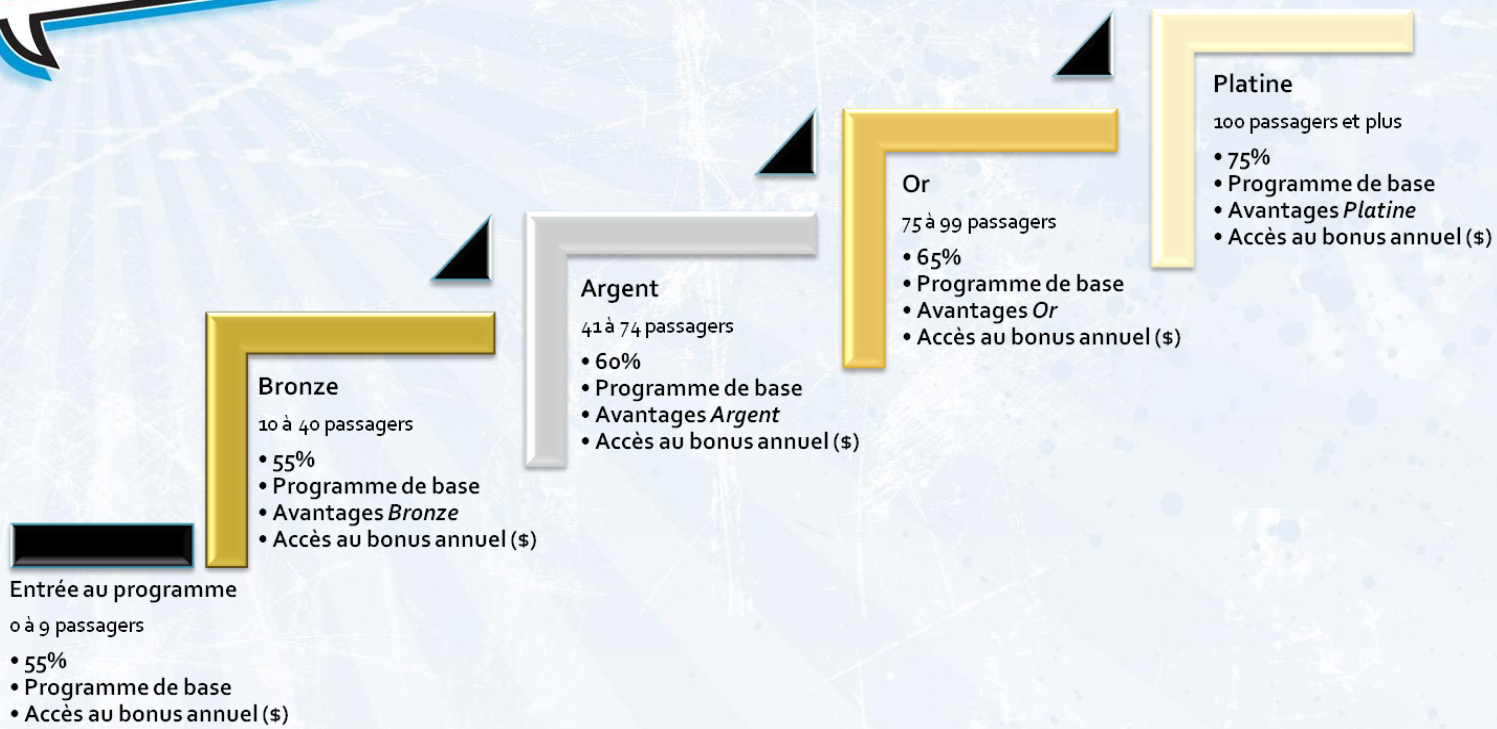 Entrée au programme
0 à 9 passagers
• 55%
• Programme de base
• Accès au bonus annuel ($)
Bronze
10 à 40 passagers
• 55%
• Programme de base
• Avantages Bronze
• Accès au bonus annuel ($)
Argent
41 à 74 passagers
• 60%
• Programme de base
• Avantages Argent
• Accès au bonus annuel ($)
Or
75 à 99 passagers
• 65%
• Programme de base
• Avantages Or
• Accès au bonus annuel ($)
Platine
100 passagers et plus
• 75%
• Programme de base
• Avantages Platine
• Accès au bonus annuel ($)